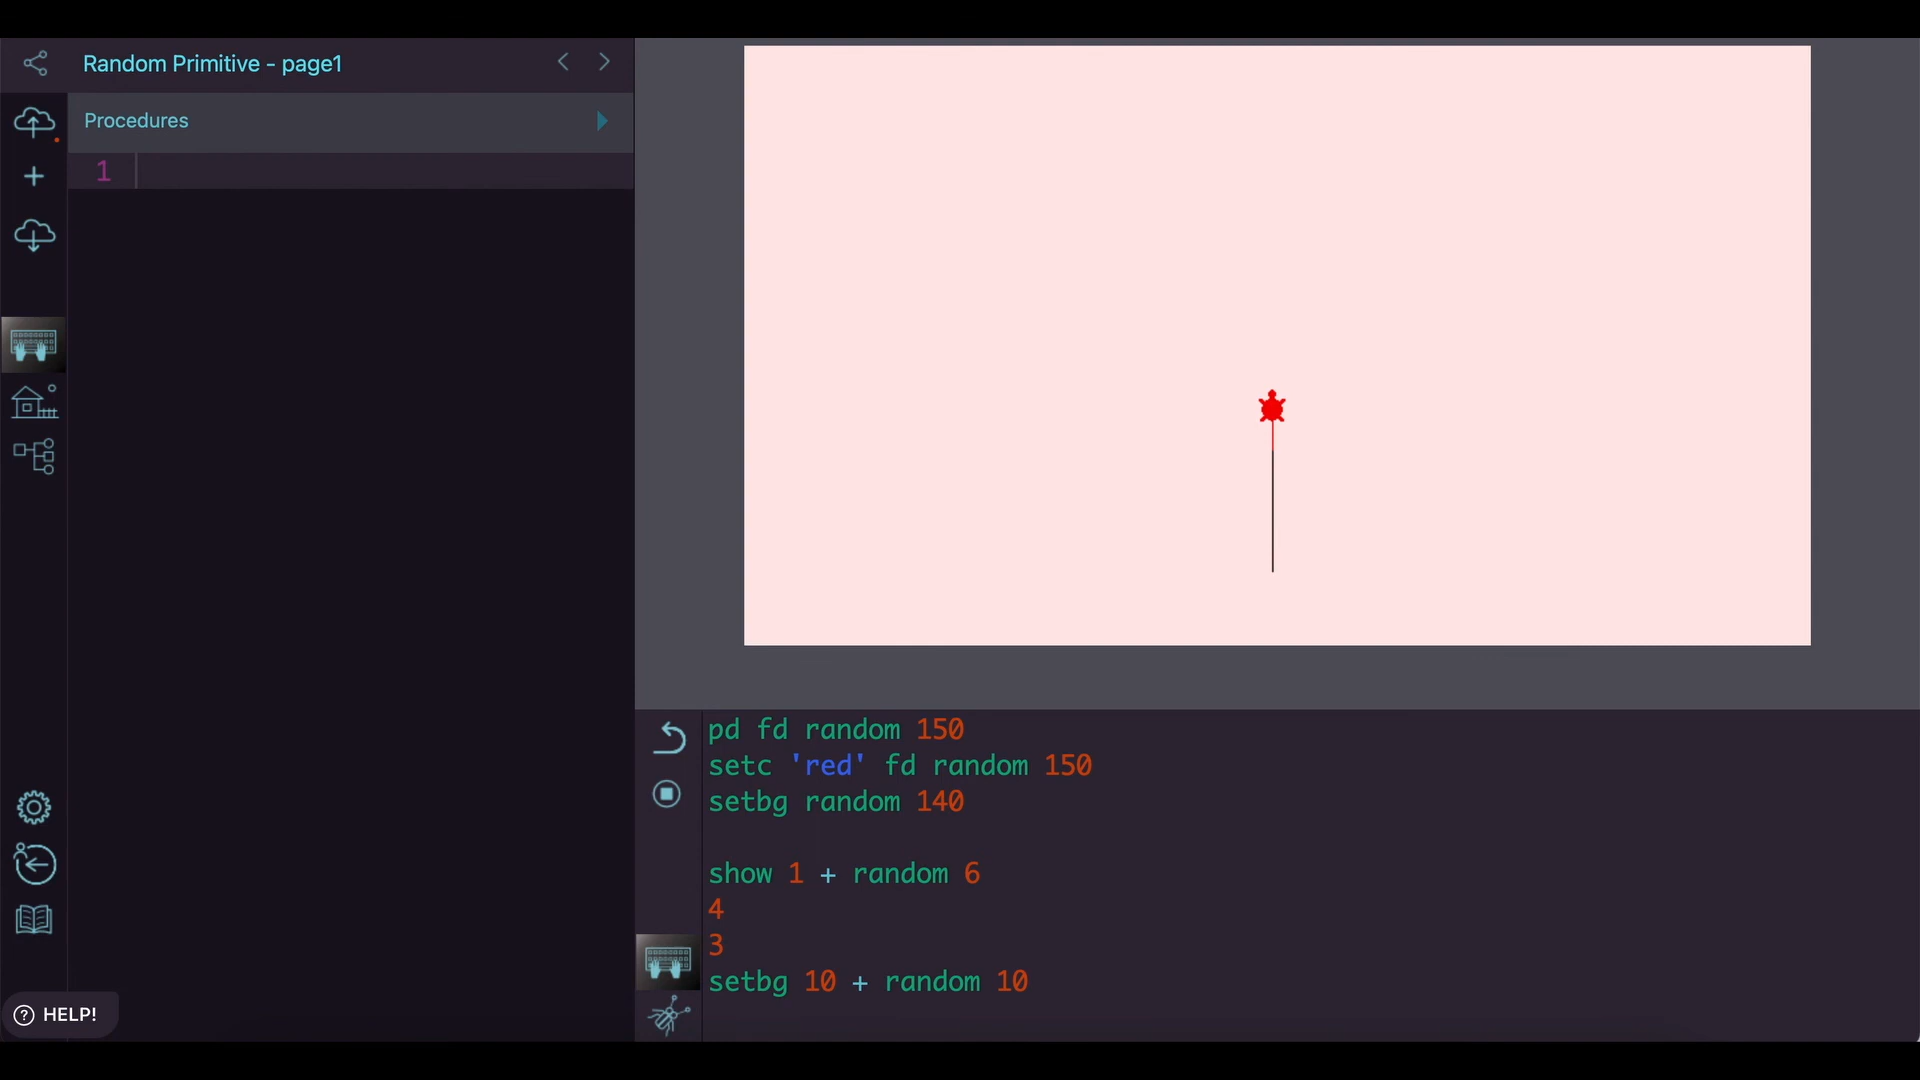 Random Primitive - page1
Procedures
1
pd fd random 150
setc 'red' fd random 150
setbg random 140
show 1 + random 6
4
3
setbg 10 + random 10
? HELP!